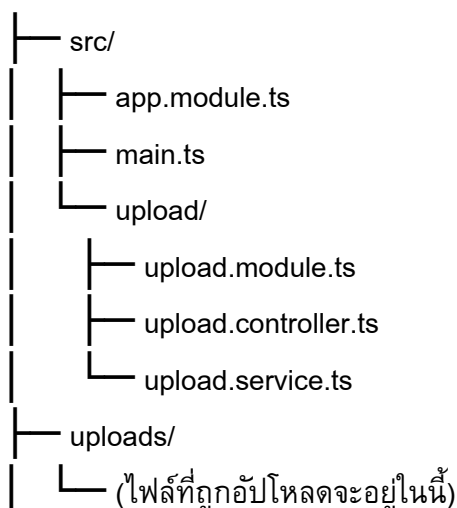 ├── src/
│   ├── app.module.ts
│   ├── main.ts
│   └── upload/
│       ├── upload.module.ts
│       ├── upload.controller.ts
│       └── upload.service.ts
├── uploads/
│   └── (ไฟล์ที่ถูกอัปโหลดจะอยู่ในนี้)